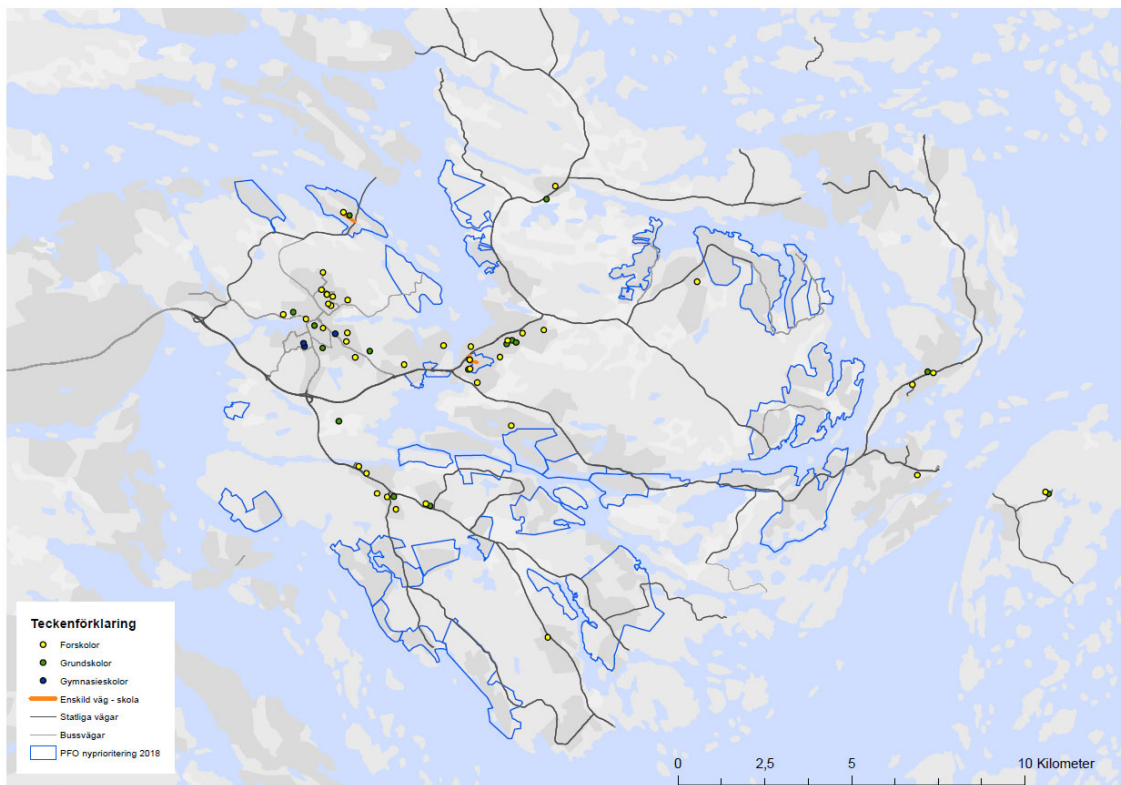 Teckenförklaring
Forskolor
Grundskolor
Gymnasieskolor
Enskild väg - skola
Statliga vägar
Bussvägar
PFO nyprioritering 2018
0 2,5 5 10 Kilometer